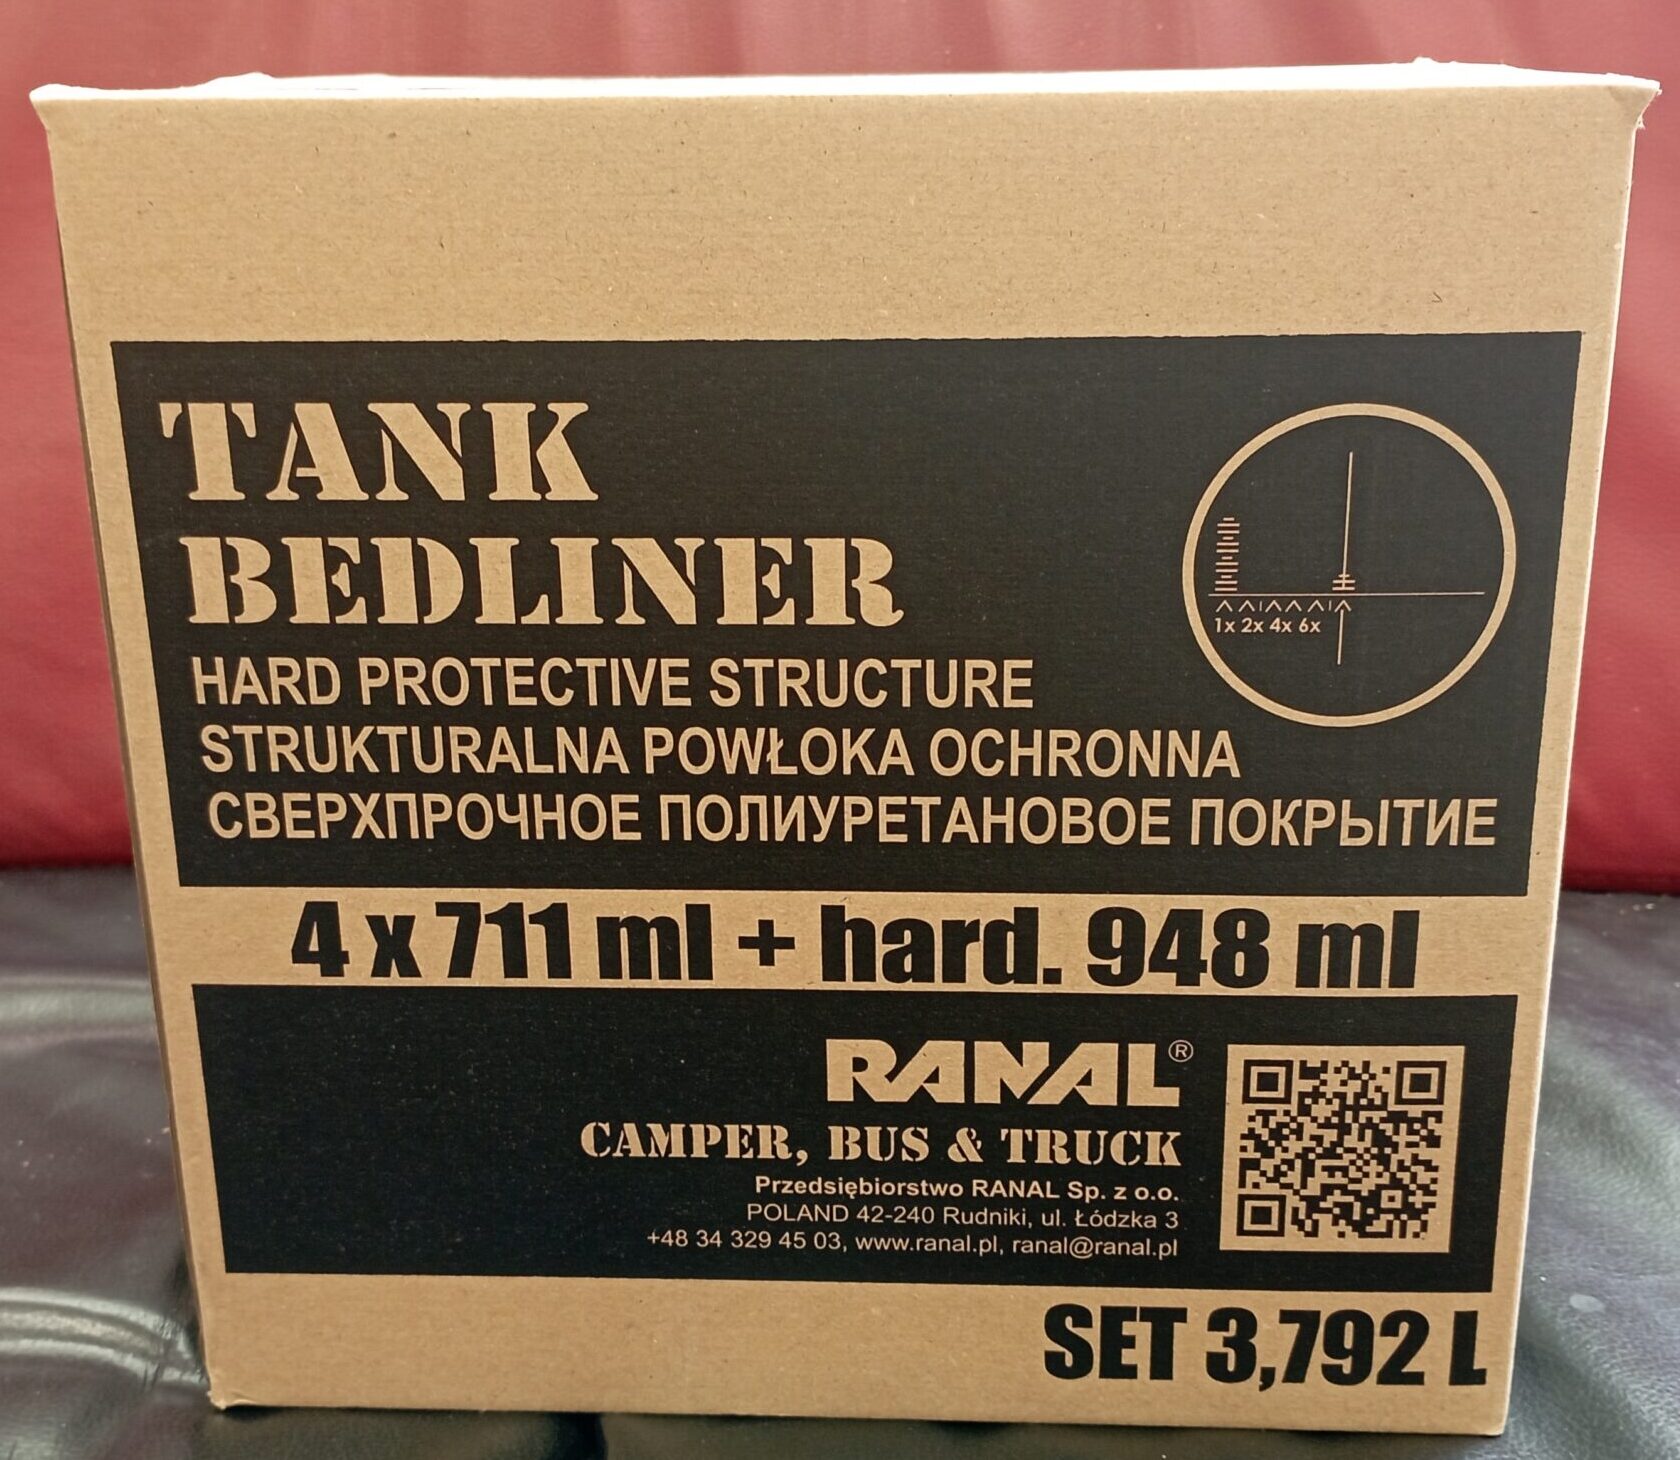 TANK
BEDLINER
1x 2x 4x 6x
HARD PROTECTIVE STRUCTURE
STRUKTURALNA POWŁOKA OCHRONNA
СВЕРХПРОЧНОЕ ПОЛИУРЕТАНОВОЕ ПОКРЫТИЕ
4 x 711 ml + hard. 948 ml
RANAL®
CAMPER, BUS & TRUCK
Przedsiębiorstwo RANAL Sp. z o.o.
POLAND 42-240 Rudniki, ul. Łódzka 3
+48 34 329 45 03, www.ranal.pl, ranal@ranal.pl
SET 3,792 L